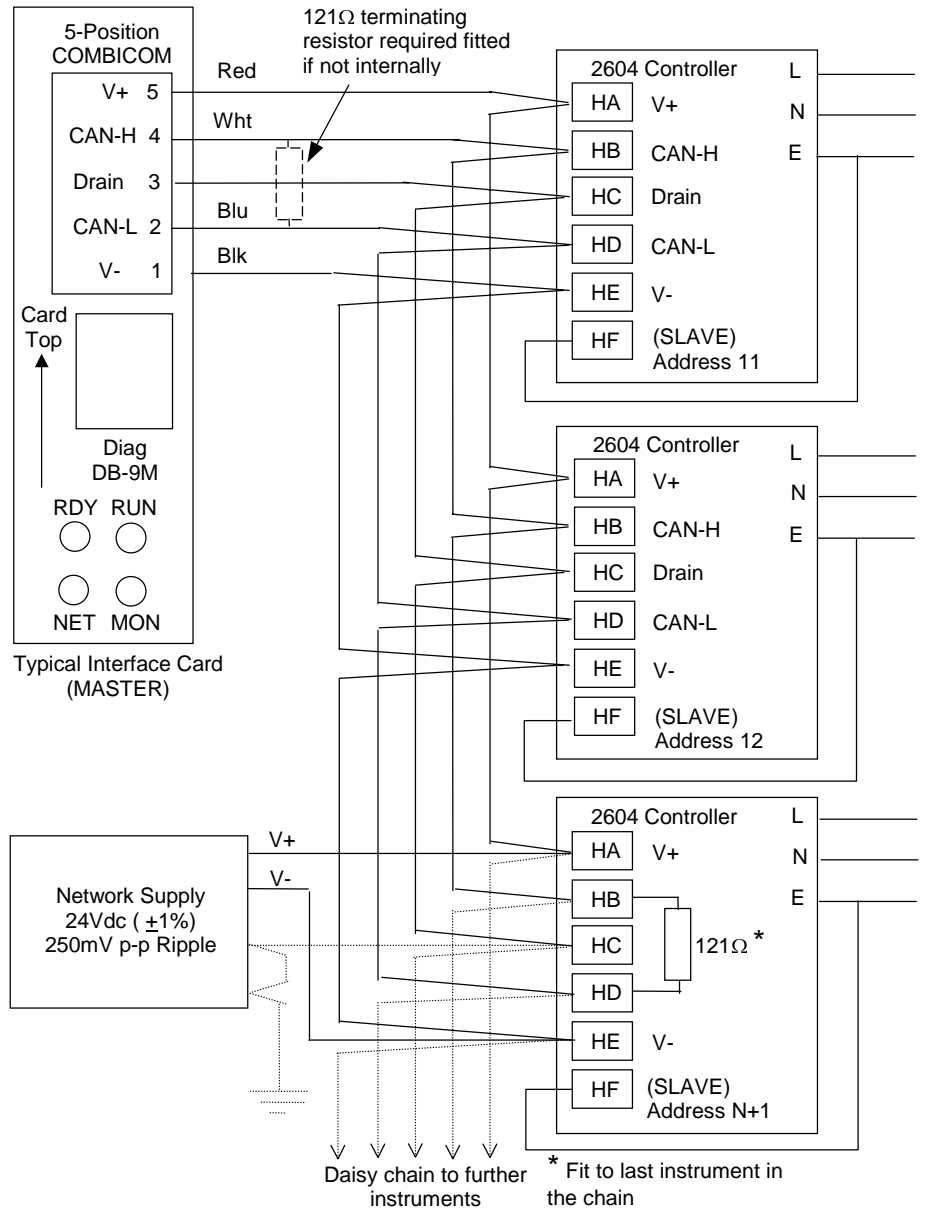 5-Position
COMBICOM
V+ 5
CAN-H 4
Drain 3
CAN-L 2
V- 1
Red
Wht
Blu
Blk
121Ω terminating
resistor required fitted
if not internally
Card
Top
Diag
DB-9M
RDY RUN
NET MON
Typical Interface Card
(MASTER)
2604 Controller
L
N
E
HA V+
HB CAN-H
HC Drain
HD CAN-L
HE V-
HF (SLAVE)
Address 11
2604 Controller
L
N
E
HA V+
HB CAN-H
HC Drain
HD CAN-L
HE V-
HF (SLAVE)
Address 12
Network Supply
24Vdc ( ±1%)
250mV p-p Ripple
V+
V-
2604 Controller
L
N
E
HA V+
HB
HC 121Ω *
HD
HE V-
HF (SLAVE)
Address N+1
Daisy chain to further
instruments
* Fit to last instrument in
the chain